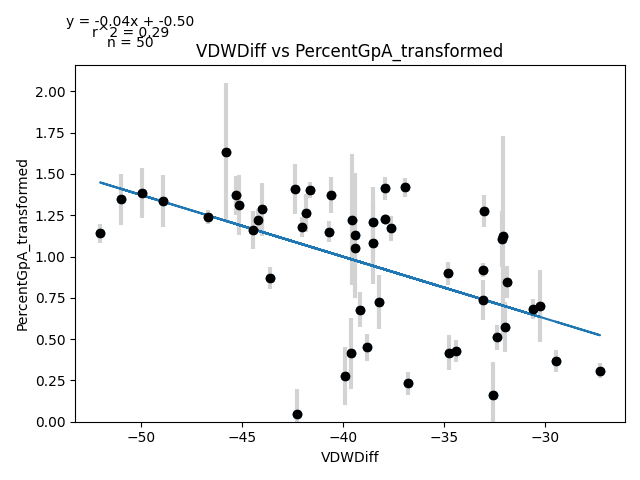 y = -0.04x + -0.50
r^2 = 0.29
n = 50
VDWDiff vs PercentGpA_transformed
2.00
1.75
1.50
1.25
1.00
0.75
0.50
0.25
0.00
PercentGpA_transformed
−50 −45 −40 −35 −30
VDWDiff